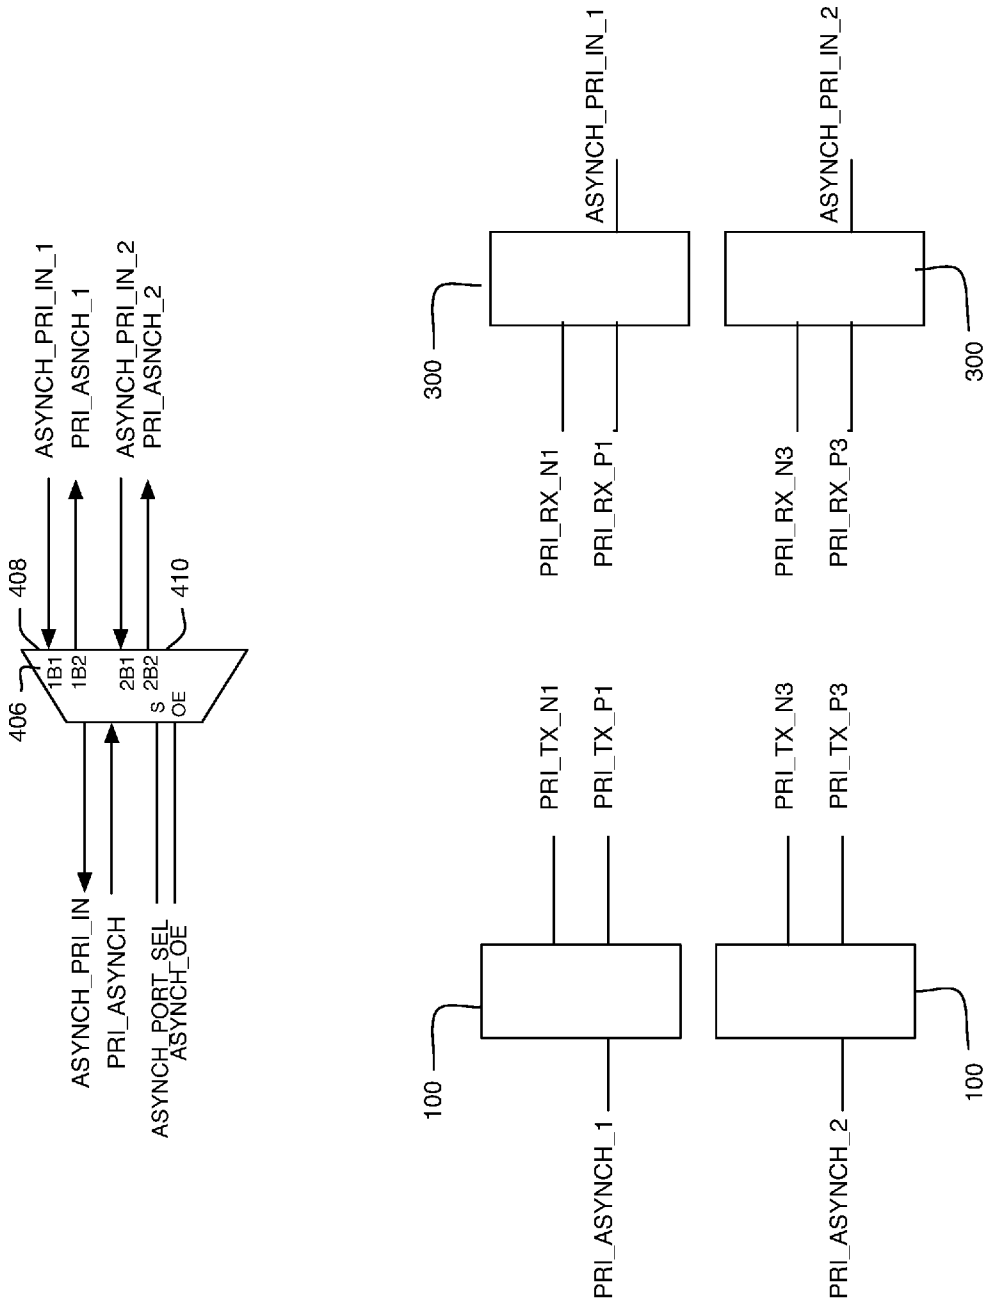 ASYNCH_PRI_IN
PRI_ASYNCH
ASYNCH_PORT_SEL
ASYNCH_OE
406
408
1B1
1B2
2B1
2B2
S
OE
410
ASYNCH_PRI_IN_1
PRI_ASNCH_1
ASYNCH_PRI_IN_2
PRI_ASNCH_2
PRI_ASYNCH_1
100
PRI_TX_N1
PRI_TX_P1
PRI_RX_N1
PRI_RX_P1
300
ASYNCH_PRI_IN_1
PRI_ASYNCH_2
100
PRI_TX_N3
PRI_TX_P3
PRI_RX_N3
PRI_RX_P3
300
ASYNCH_PRI_IN_2